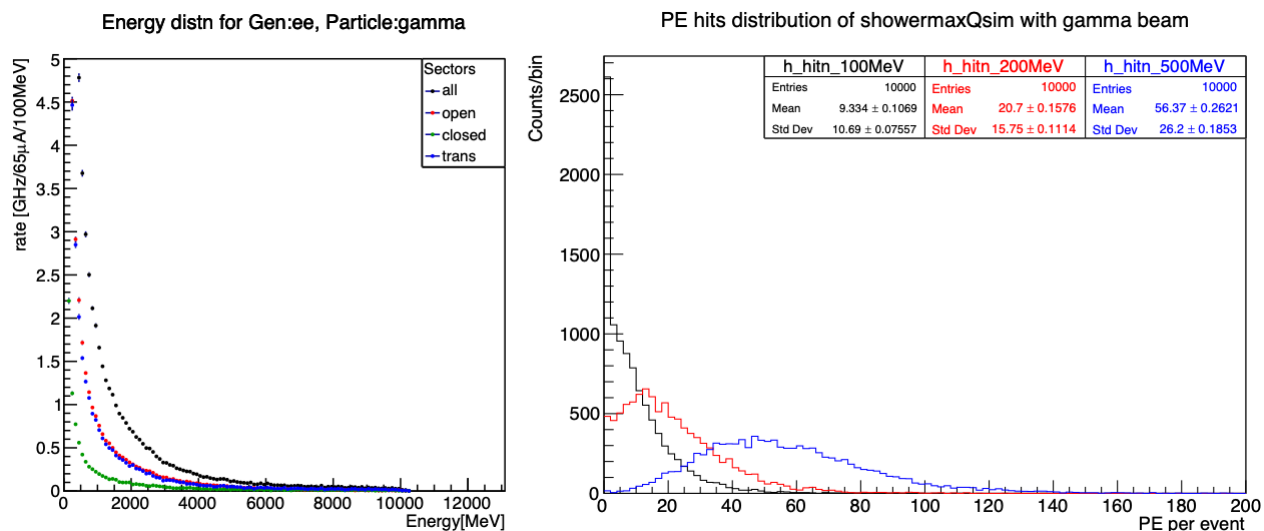 Energy distn for Gen:ee, Particle:gamma
rate [GHz/65μA/100MeV]
5
4.5
4
3.5
3
2.5
2
1.5
1
0.5
0
0 2000 4000 6000 8000 10000 12000
Energy[MeV]
Sectors
all
open
closed
trans
PE hits distribution of showermaxQsim with gamma beam
Counts/bin
2500
2000
1500
1000
500
0
0 20 40 60 80 100 120 140 160 180 200
PE per event
h_hitn_100MeV
Entries 10000
Mean 9.334 ± 0.1069
Std Dev 10.69 ± 0.07557
h_hitn_200MeV
Entries 10000
Mean 20.7 ± 0.1576
Std Dev 15.75 ± 0.1114
h_hitn_500MeV
Entries 10000
Mean 56.37 ± 0.2621
Std Dev 26.2 ± 0.1853